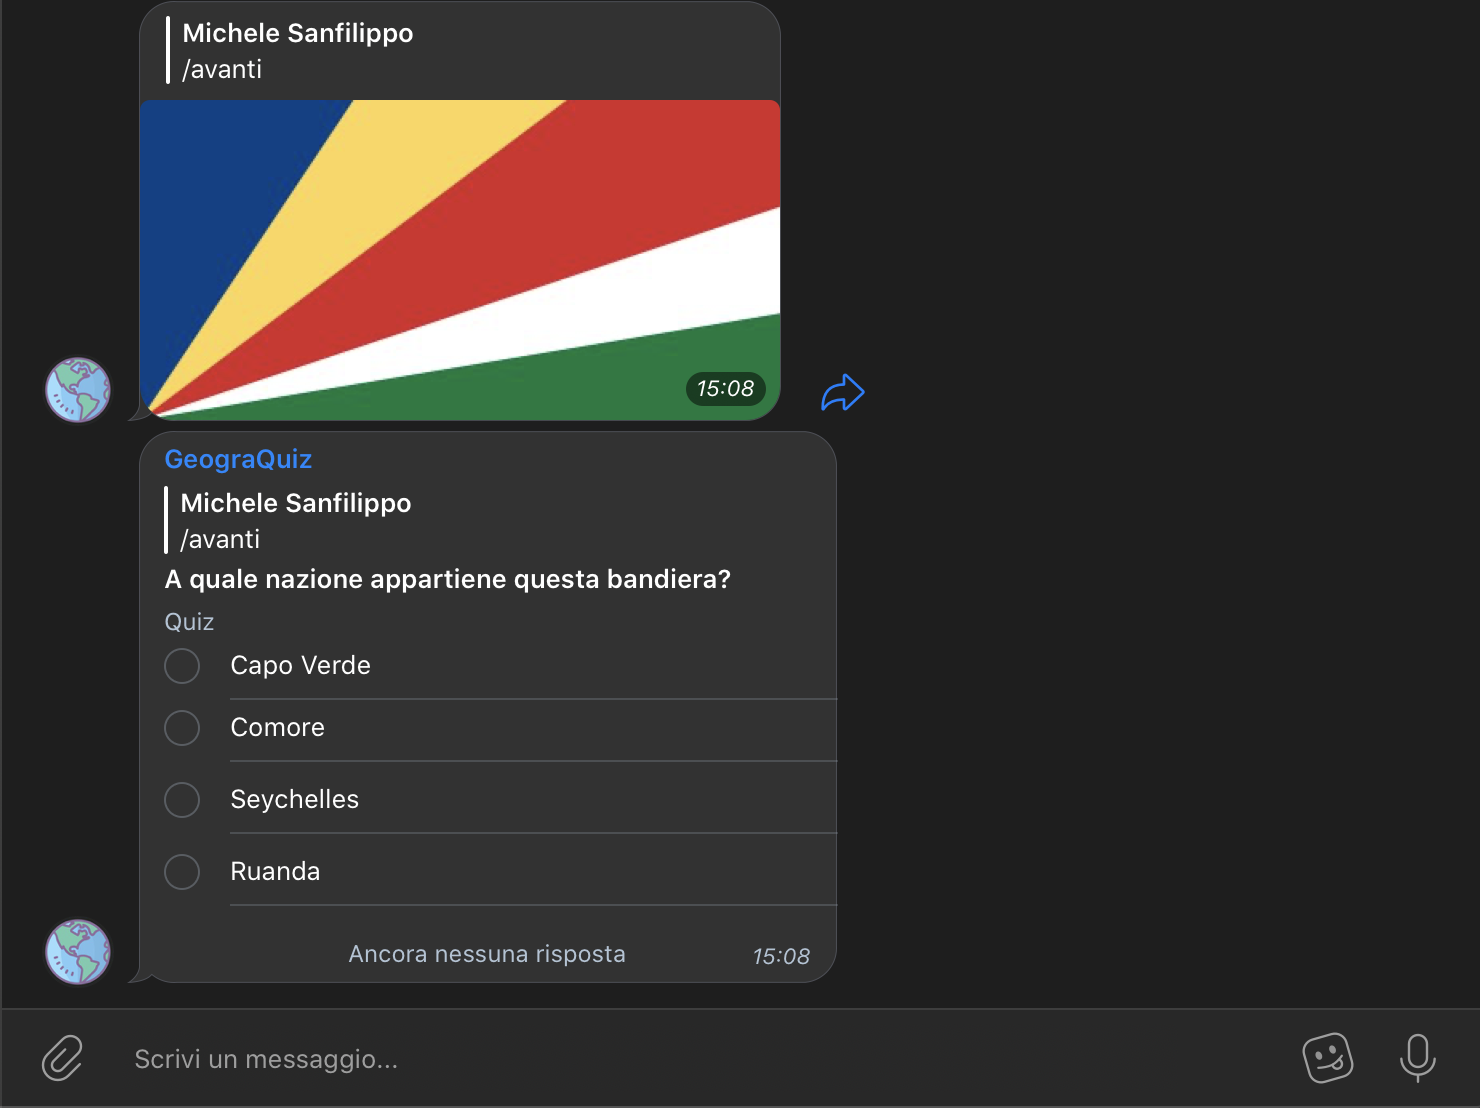 Michele Sanfilippo
/avanti
15:08
GeograQuiz
Michele Sanfilippo
/avanti
A quale nazione appartiene questa bandiera?
Quiz
Capo Verde
Comore
Seychelles
Ruanda
Ancora nessuna risposta 15:08
Scrivi un messaggio...